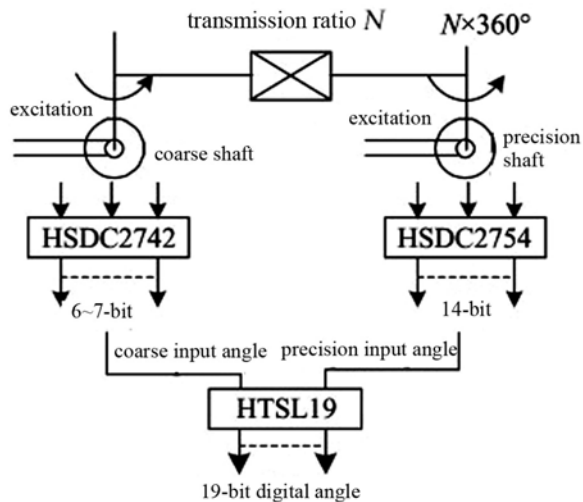 transmission ratio N
N×360°
excitation
coarse shaft
excitation
precision
shaft
HSDC2742
HSDC2754
6~7-bit
14-bit
coarse input angle
precision input angle
HTSL19
19-bit digital angle